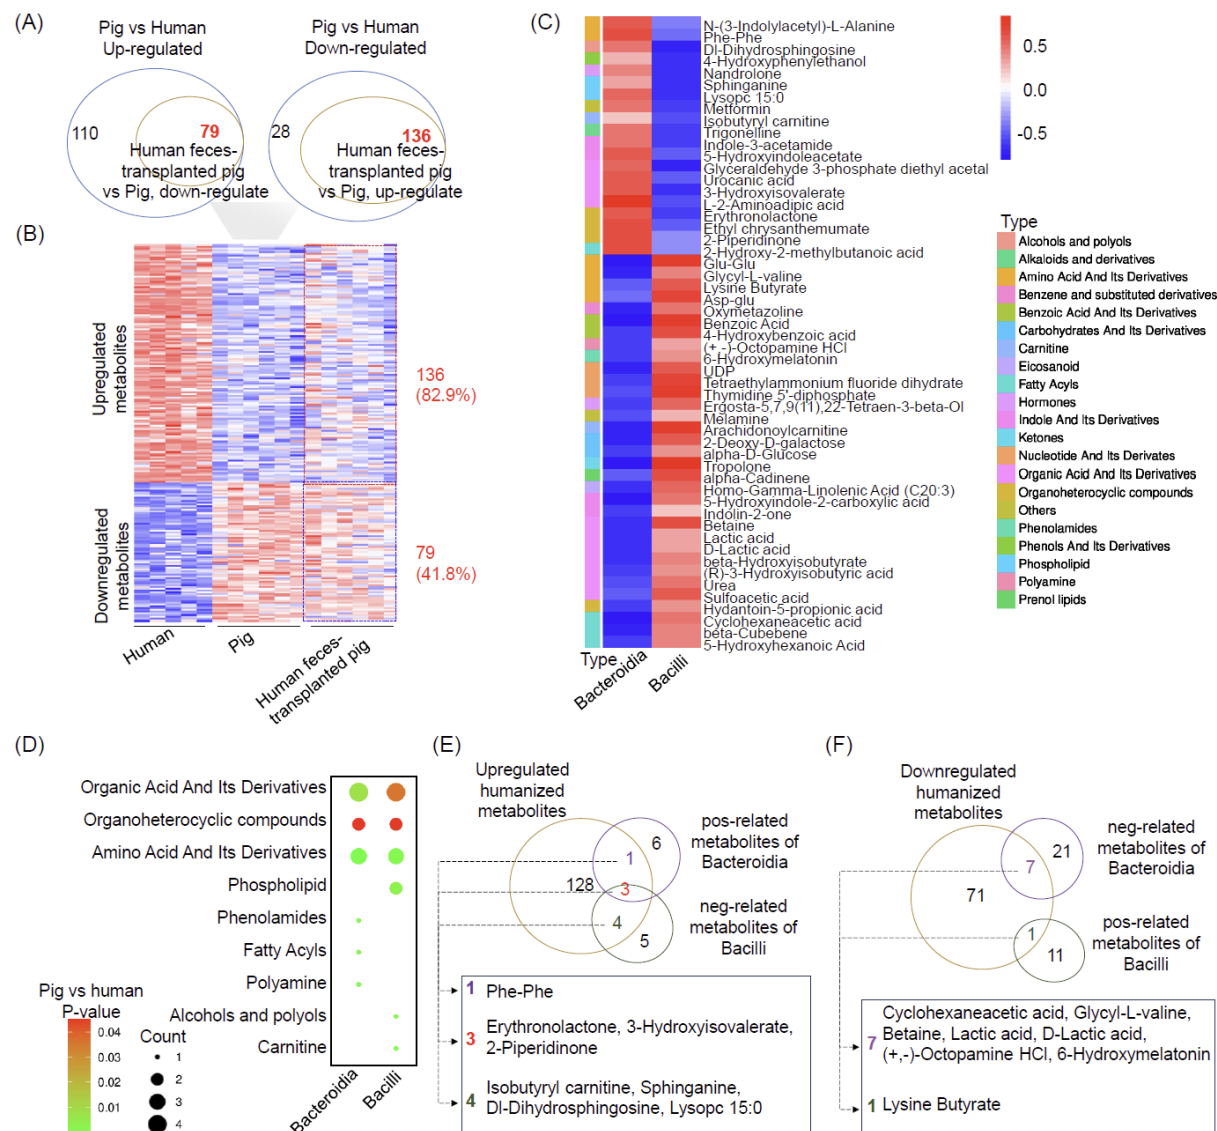 (A)
Pig vs Human
Up-regulated
Pig vs Human
Down-regulated
110
79
Human feces-
transplanted pig
vs Pig, down-regulate
28
136
Human feces-
transplanted pig
vs Pig, up-regulate
(B)
Upregulated
metabolites
Downregulated
metabolites
136
(82.9%)
79
(41.8%)
Human
Pig
Human feces-
transplanted pig
(C)
N-(3-Indolylacetyl)-L-Alanine
Phe-Phe
Dl-Dihydrosphingosine
4-Hydroxyphenylethanol
Nandrolone
Sphinganine
Lysopc 15:0
Metformin
Isobutyryl carnitine
Trigonelline
Indole-3-acetamide
5-Hydroxyindoleacetate
Glyceraldehyde 3-phosphate diethyl acetal
Urocanic acid
3-Hydroxyisovalerate
L-2-Aminoadipic acid
Erythronolactone
Ethyl chrysanthemumate
2-Piperidinone
2-Hydroxy-2-methylbutanoic acid
Glu-Glu
Glycyl-L-valine
Lysine Butyrate
Asp-glu
Oxymetazoline
Benzoic Acid
4-Hydroxybenzoic acid
(+ -)-Octopamine HCl
6-Hydroxymelatonin
UDP
Tetraethylammonium fluoride dihydrate
Thymidine 5'-diphosphate
Ergosta-5,7,9(11),22-Tetraen-3-beta-Ol
Melamine
Arachidonoylcarnitine
2-Deoxy-D-galactose
alpha-D-Glucose
Tropolone
alpha-Cadinene
Homo-Gamma-Linolenic Acid (C20:3)
5-Hydroxyindole-2-carboxylic acid
Indolin-2-one
Betaine
Lactic acid
D-Lactic acid
beta-Hydroxyisobutyrate
(R)-3-Hydroxyisobutyric acid
Urea
Sulfoacetic acid
Hydantoin-5-propionic acid
Cyclohexaneacetic acid
beta-Cubebene
5-Hydroxyhexanoic Acid
Type
Bacteroidia
Bacilli
0.5
0.0
-0.5
Type
Alcohols and polyols
Alkaloids and derivatives
Amino Acid And Its Derivatives
Benzene and substituted derivatives
Benzoic Acid And Its Derivatives
Carbohydrates And Its Derivatives
Carnitine
Eicosanoid
Fatty Acyls
Hormones
Indole And Its Derivatives
Ketones
Nucleotide And Its Derivates
Organic Acid And Its Derivatives
Organoheterocyclic compounds
Others
Phenolamides
Phenols And Its Derivatives
Phospholipid
Polyamine
Prenol lipids
(D)
Organic Acid And Its Derivatives
Organoheterocyclic compounds
Amino Acid And Its Derivatives
Phospholipid
Phenolamides
Fatty Acyls
Polyamine
Alcohols and polyols
Carnitine
Bacteroidia
Bacilli
Pig vs human
P-value
0.04
0.03
0.02
0.01
Count
1
2
3
4
(E)
Upregulated
humanized
metabolites
pos-related
metabolites of
Bacteroidia
neg-related
metabolites of
Bacilli
6
1
128
3
4
5
1 Phe-Phe
3 Erythronolactone, 3-Hydroxyisovalerate,
2-Piperidinone
4 Isobutyryl carnitine, Sphinganine,
Dl-Dihydrosphingosine, Lysopc 15:0
(F)
Downregulated
humanized
metabolites
neg-related
metabolites of
Bacteroidia
pos-related
metabolites of
Bacilli
21
7
71
1
11
Cyclohexaneacetic acid, Glycyl-L-valine,
7 Betaine, Lactic acid, D-Lactic acid,
(+,-)-Octopamine HCl, 6-Hydroxymelatonin
1 Lysine Butyrate